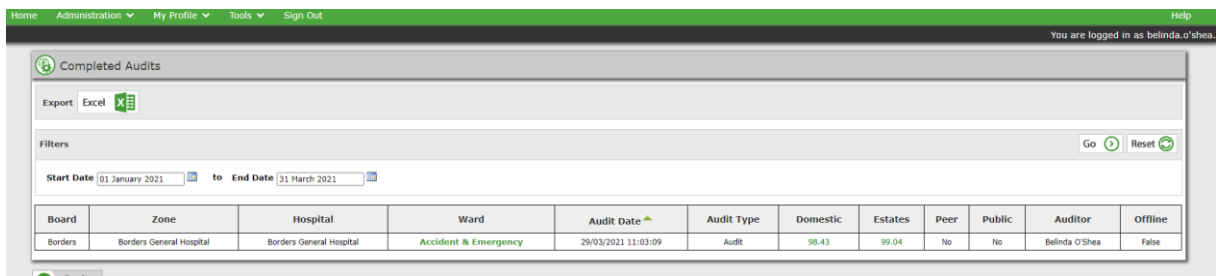 Home Administration My Profile Tools Sign Out Help
You are logged in as belinda.o'shea.
Completed Audits
Export Excel
Filters Go Reset
Start Date 01 January 2021 to End Date 31 March 2021
Board Zone Hospital Ward Audit Date Audit Type Domestic Estates Peer Public Auditor Offline
Borders Borders General Hospital Borders General Hospital Accident & Emergency 29/03/2021 11:03:09 Audit 98.43 99.04 No No Belinda O'Shea False